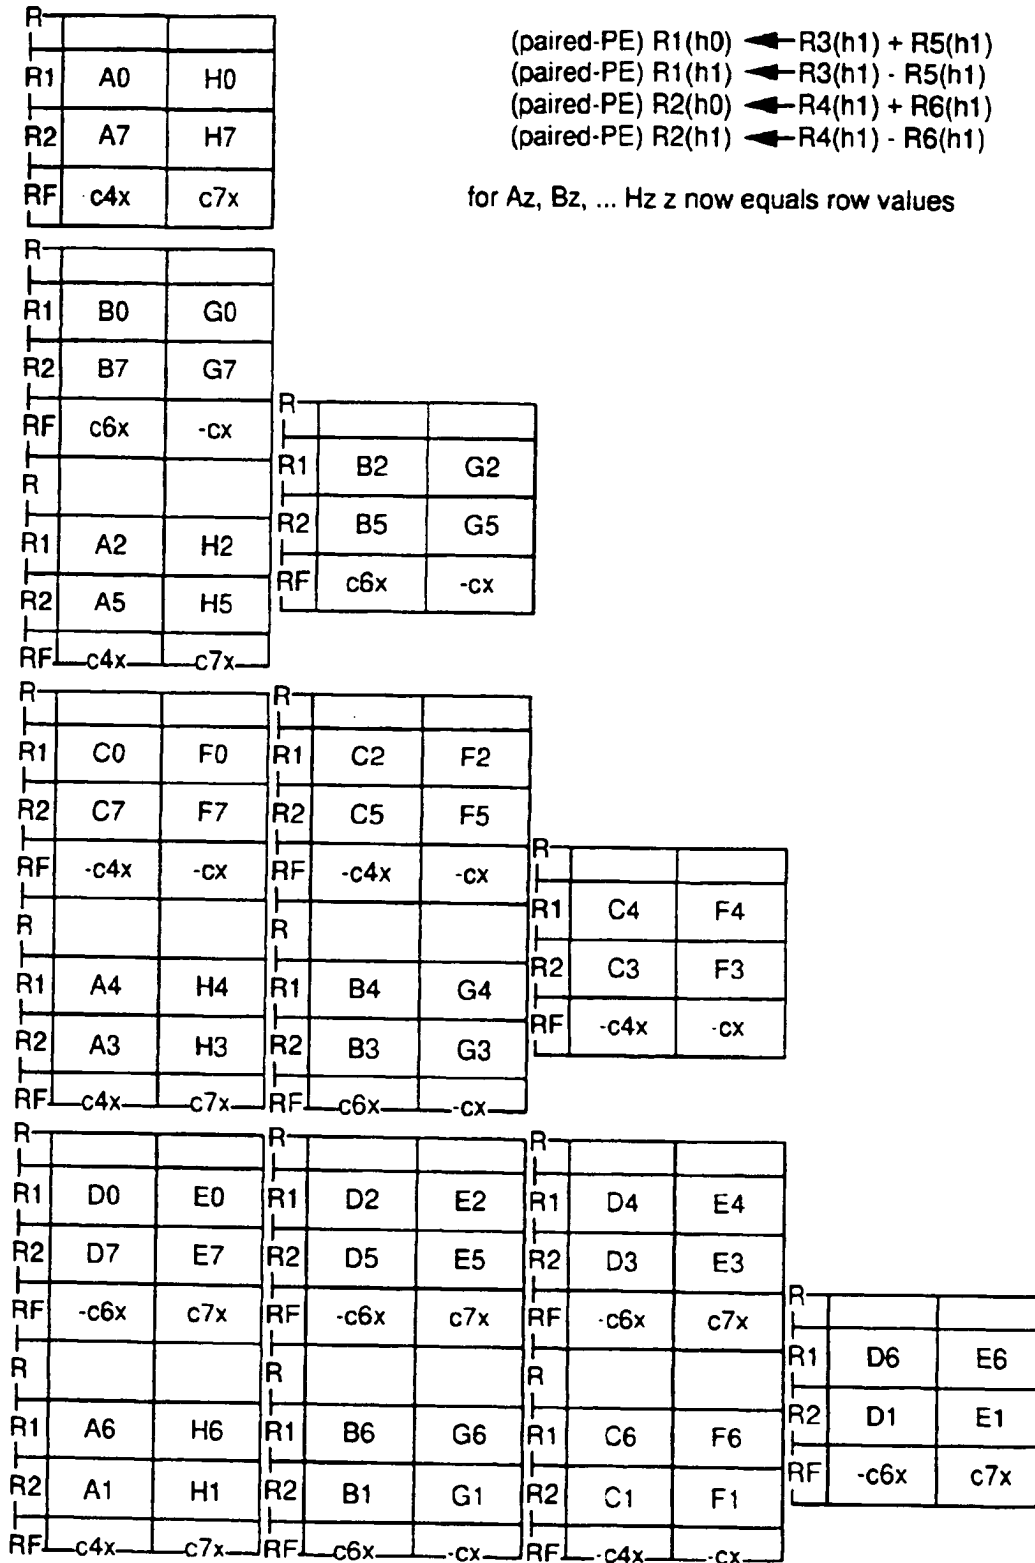 (paired-PE) R1(h0) ◄ R3(h1) + R5(h1)
(paired-PE) R1(h1) ◄ R3(h1) - R5(h1)
(paired-PE) R2(h0) ◄ R4(h1) + R6(h1)
(paired-PE) R2(h1) ◄ R4(h1) - R6(h1)
for Az, Bz, ... Hz z now equals row values
R
R1 A0 H0
R2 A7 H7
RF c4x c7x
R
R1 B0 G0
R2 B7 G7
RF c6x -cx
R
R1 A2 H2
R2 A5 H5
RF c4x c7x
R
R1 B2 G2
R2 B5 G5
RF c6x -cx
R
R1 C0 F0
R2 C7 F7
RF -c4x -cx
R
R1 A4 H4
R2 A3 H3
RF c4x c7x
R
R1 C2 F2
R2 C5 F5
RF -c4x -cx
R
R1 B4 G4
R2 B3 G3
RF c6x -cx
R
R1 C4 F4
R2 C3 F3
RF -c4x -cx
R
R1 D0 E0
R2 D7 E7
RF -c6x c7x
R
R1 A6 H6
R2 A1 H1
RF c4x c7x
R
R1 D2 E2
R2 D5 E5
RF -c6x c7x
R
R1 B6 G6
R2 B1 G1
RF c6x -cx
R
R1 D4 E4
R2 D3 E3
RF -c6x c7x
R
R1 C6 F6
R2 C1 F1
RF -c4x -cx
R
R1 D6 E6
R2 D1 E1
RF -c6x c7x